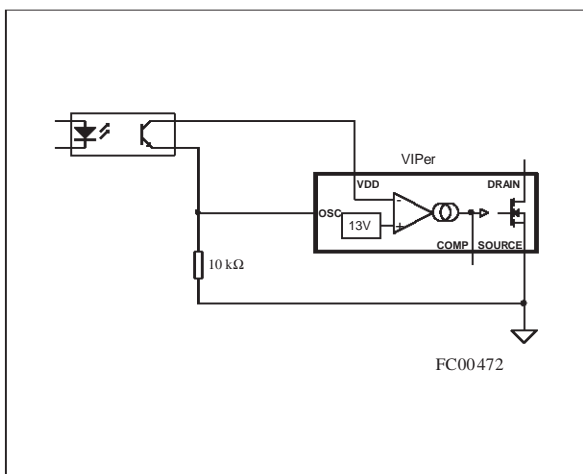 VIPer
VDD
DRAIN
-
OSC
13V
+
COMP
SOURCE
10 kΩ
FC00472